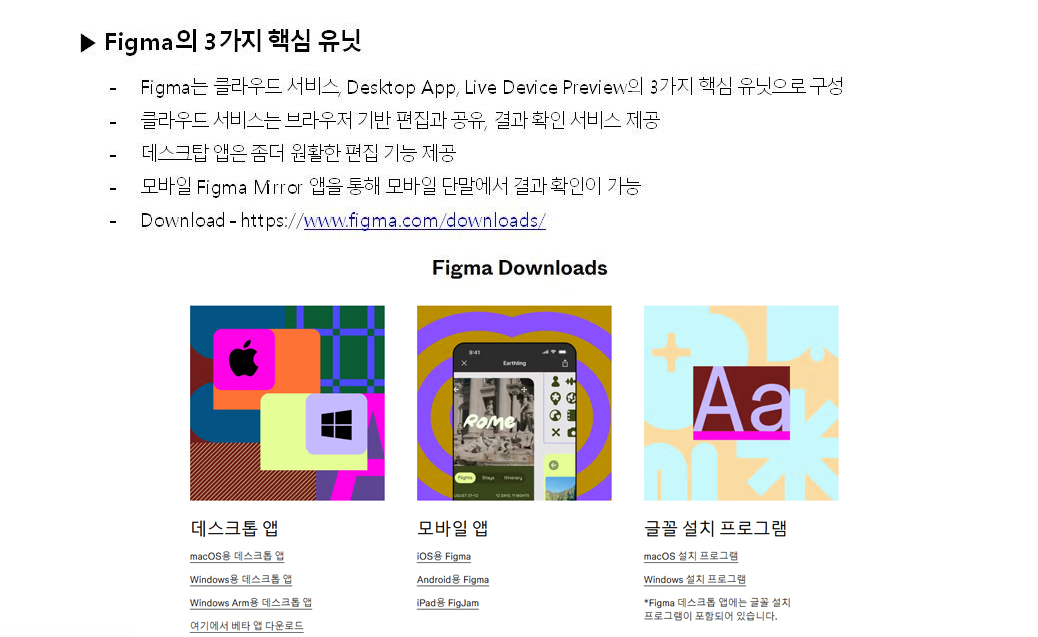 ▶ Figma의 3가지 핵심 유닛
- Figma는 클라우드 서비스, Desktop App, Live Device Preview의 3가지 핵심 유닛으로 구성
- 클라우드 서비스는 브라우저 기반 편집과 공유, 결과 확인 서비스 제공
- 데스크탑 앱은 좀더 원활한 편집 기능 제공
- 모바일 Figma Mirror 앱을 통해 모바일 단말에서 결과 확인이 가능
- Download – https://www.figma.com/downloads/
Figma Downloads
9:41
Earthling
ROME
Flights Stays Itinerary
AUGUST 21-12 12 DAYS, 11 NIGHTS
Aa
데스크톱 앱
macOS용 데스크톱 앱
Windows용 데스크톱 앱
Windows Arm용 데스크톱 앱
여기에서 베타 앱 다운로드
모바일 앱
iOS용 Figma
Android용 Figma
iPad용 FigJam
글꼴 설치 프로그램
macOS 설치 프로그램
Windows 설치 프로그램
*Figma 데스크톱 앱에는 글꼴 설치
프로그램이 포함되어 있습니다.